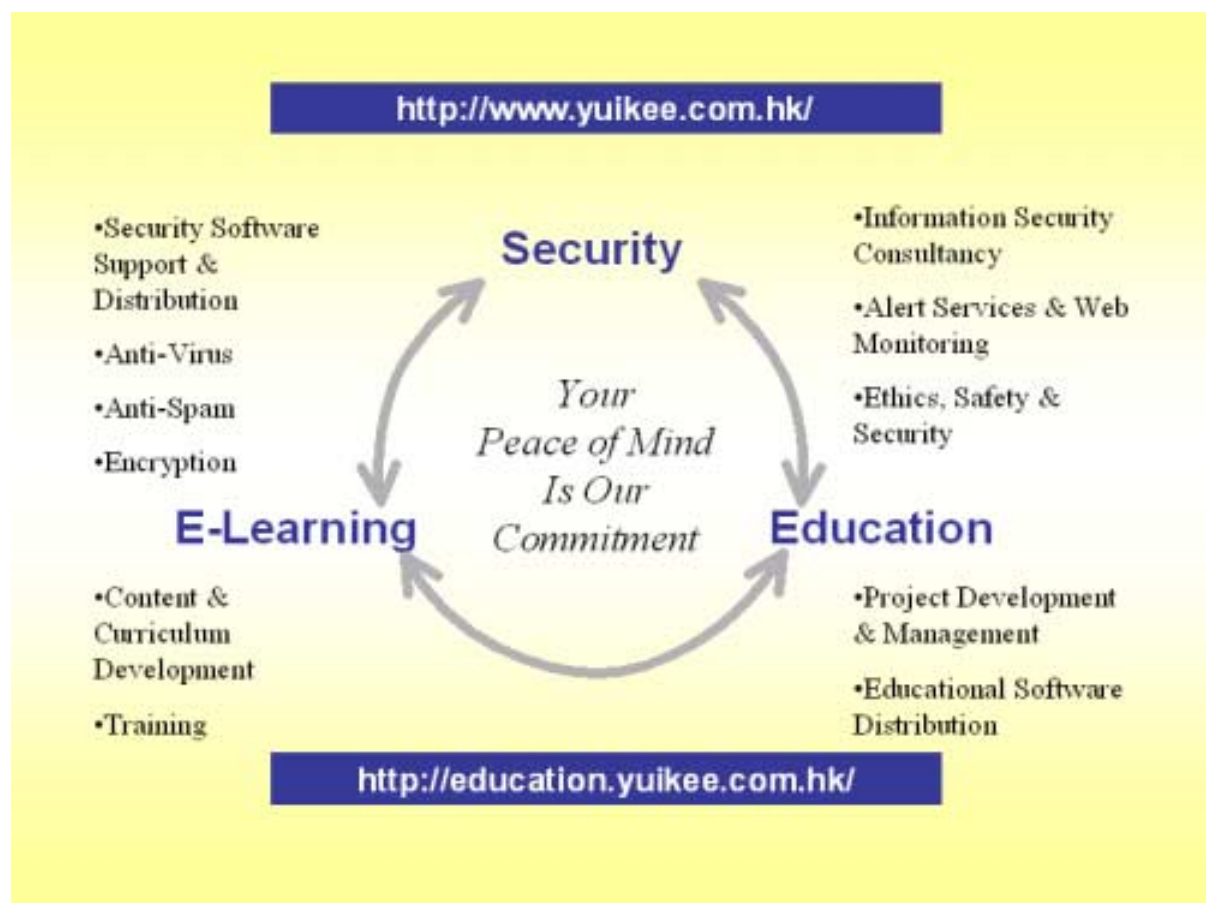 http://www.yuikee.com.hk/
•Security Software
Support &
Distribution
•Anti-Virus
•Anti-Spam
•Encryption
Security
•Information Security
Consultancy
•Alert Services & Web
Monitoring
•Ethics, Safety &
Security
Your
Peace of Mind
Is Our
Commitment
E-Learning
Education
•Content &
Curriculum
Development
•Training
•Project Development
& Management
•Educational Software
Distribution
http://education.yuikee.com.hk/